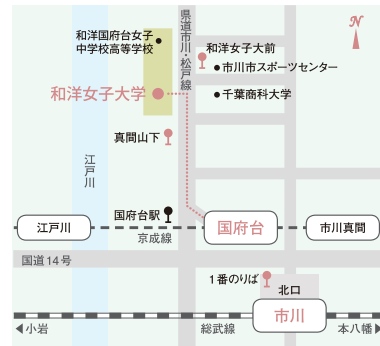 N
県道市川・松戸線
和洋国府台女子
中学校高等学校
和洋女子大前
市川市スポーツセンター
千葉商科大学
和洋女子大学
真間山下
江戸川
国府台駅
江戸川
国府台
市川真間
京成線
国道14号
1番のりば
北口
市川
小岩
総武線
本八幡